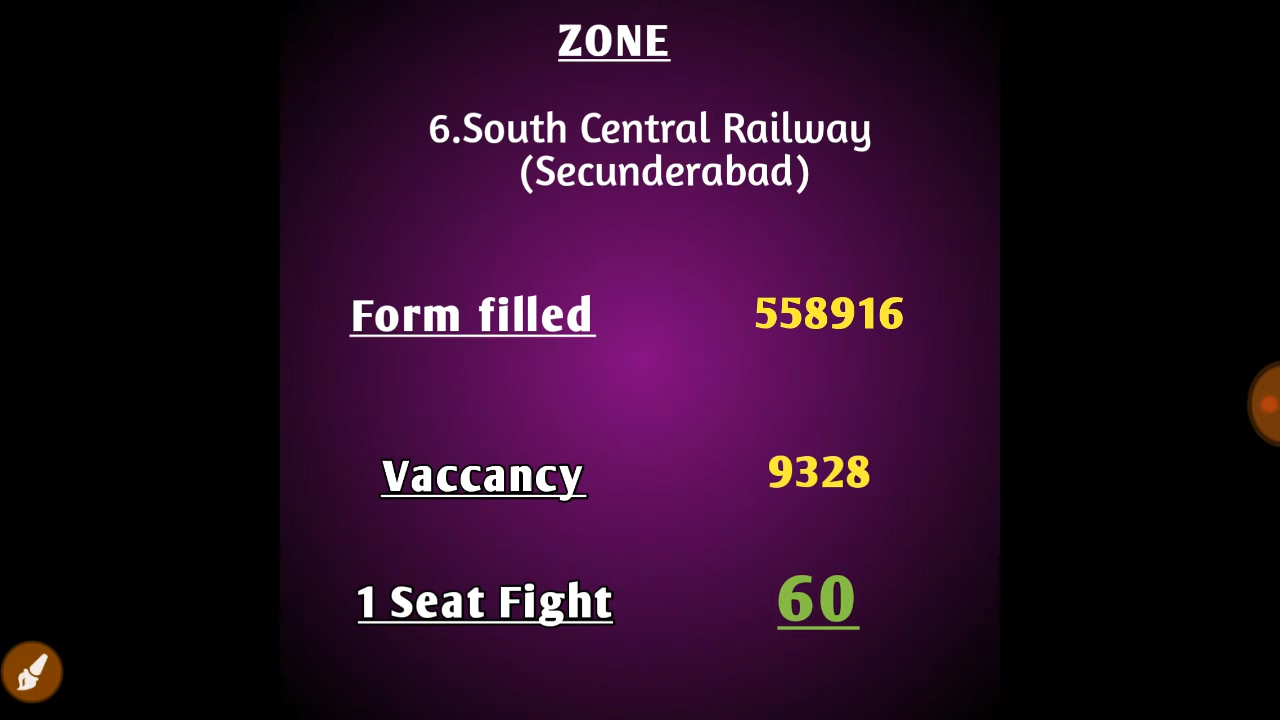 ZONE
6.South Central Railway
(Secunderabad)
Form filled 558916
Vaccancy 9328
1 Seat Fight 60